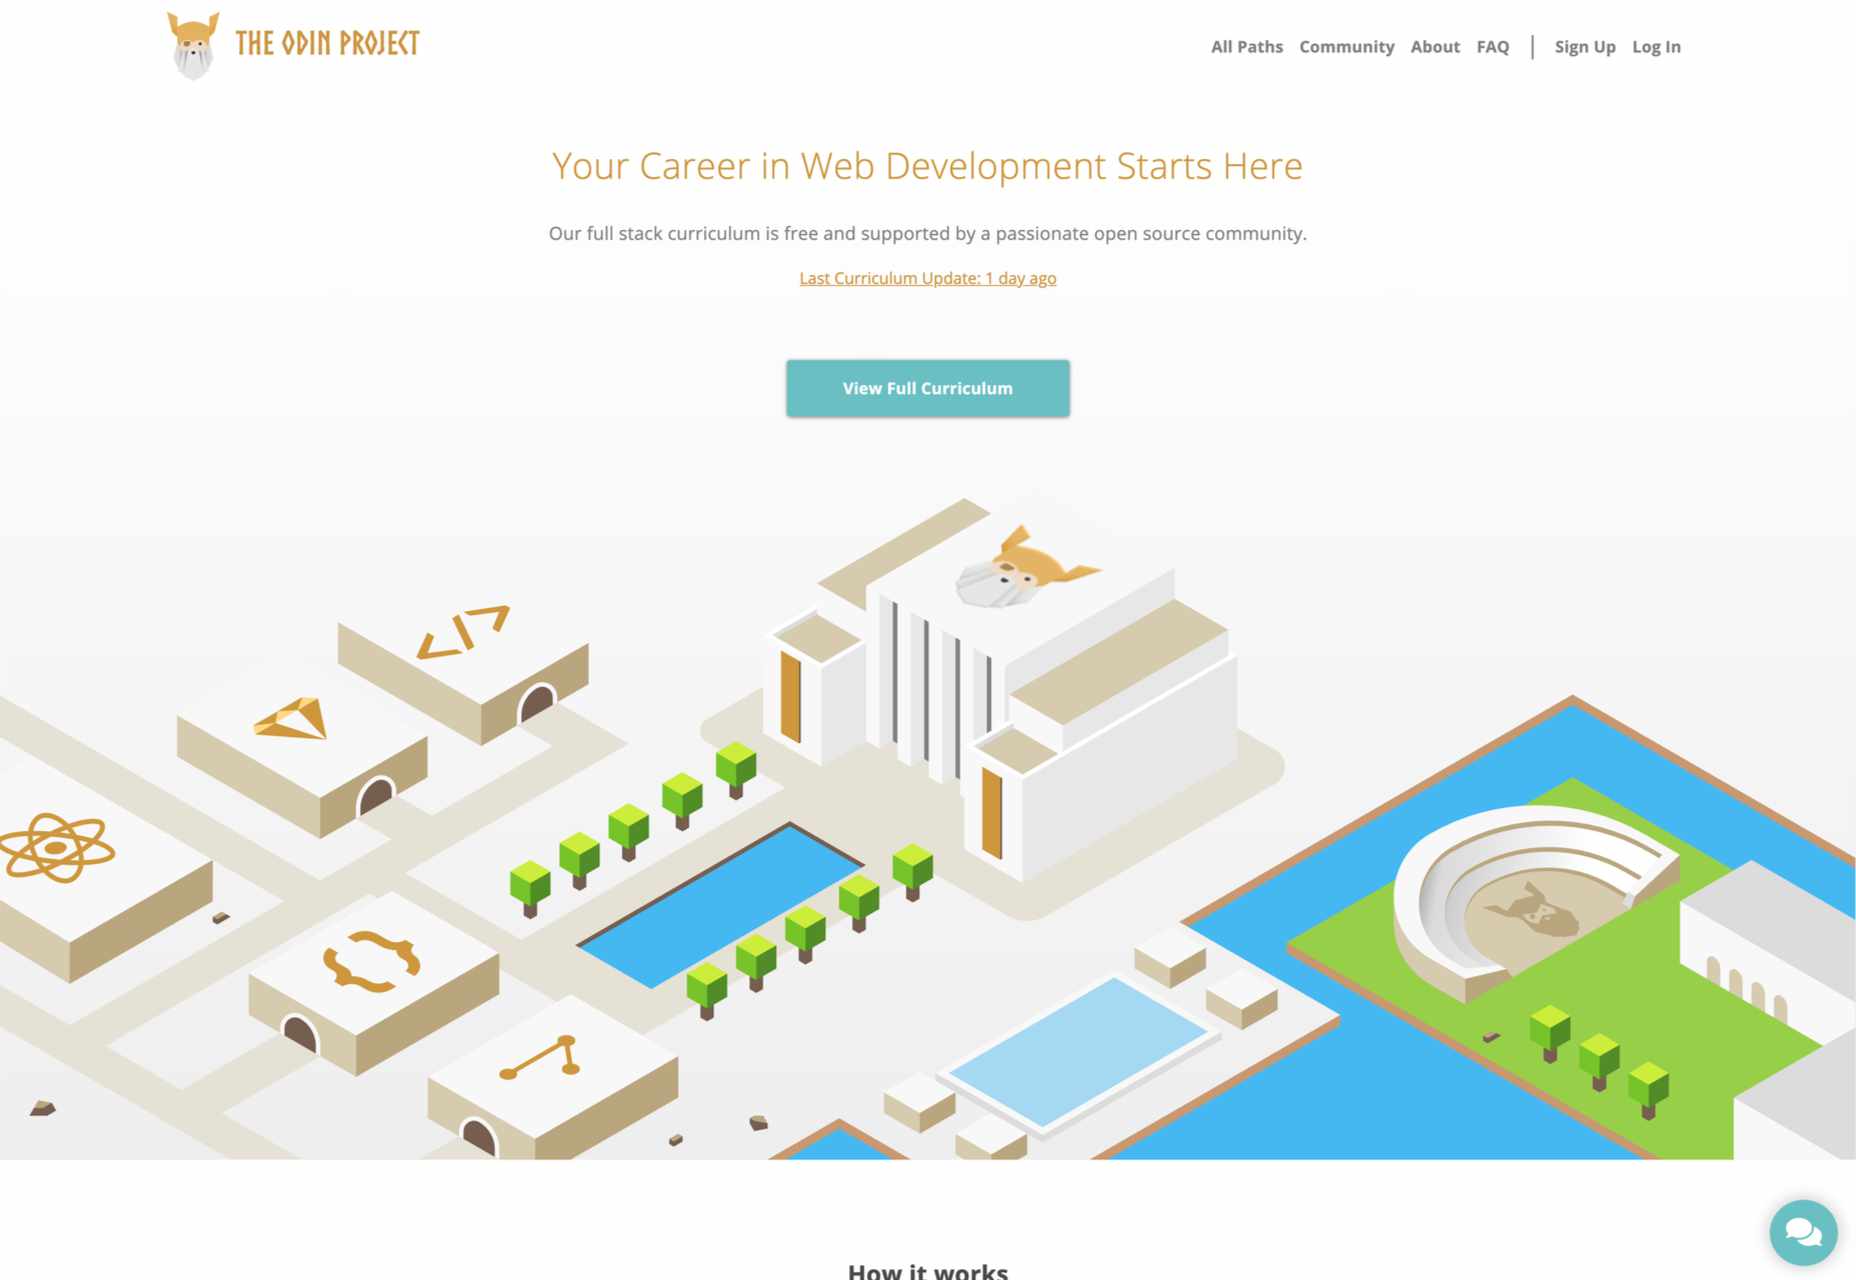 THE ODIN PROJECT
All Paths Community About FAQ | Sign Up Log In
Your Career in Web Development Starts Here
Our full stack curriculum is free and supported by a passionate open source community.
Last Curriculum Update: 1 day ago
View Full Curriculum
</>
{}
How it works